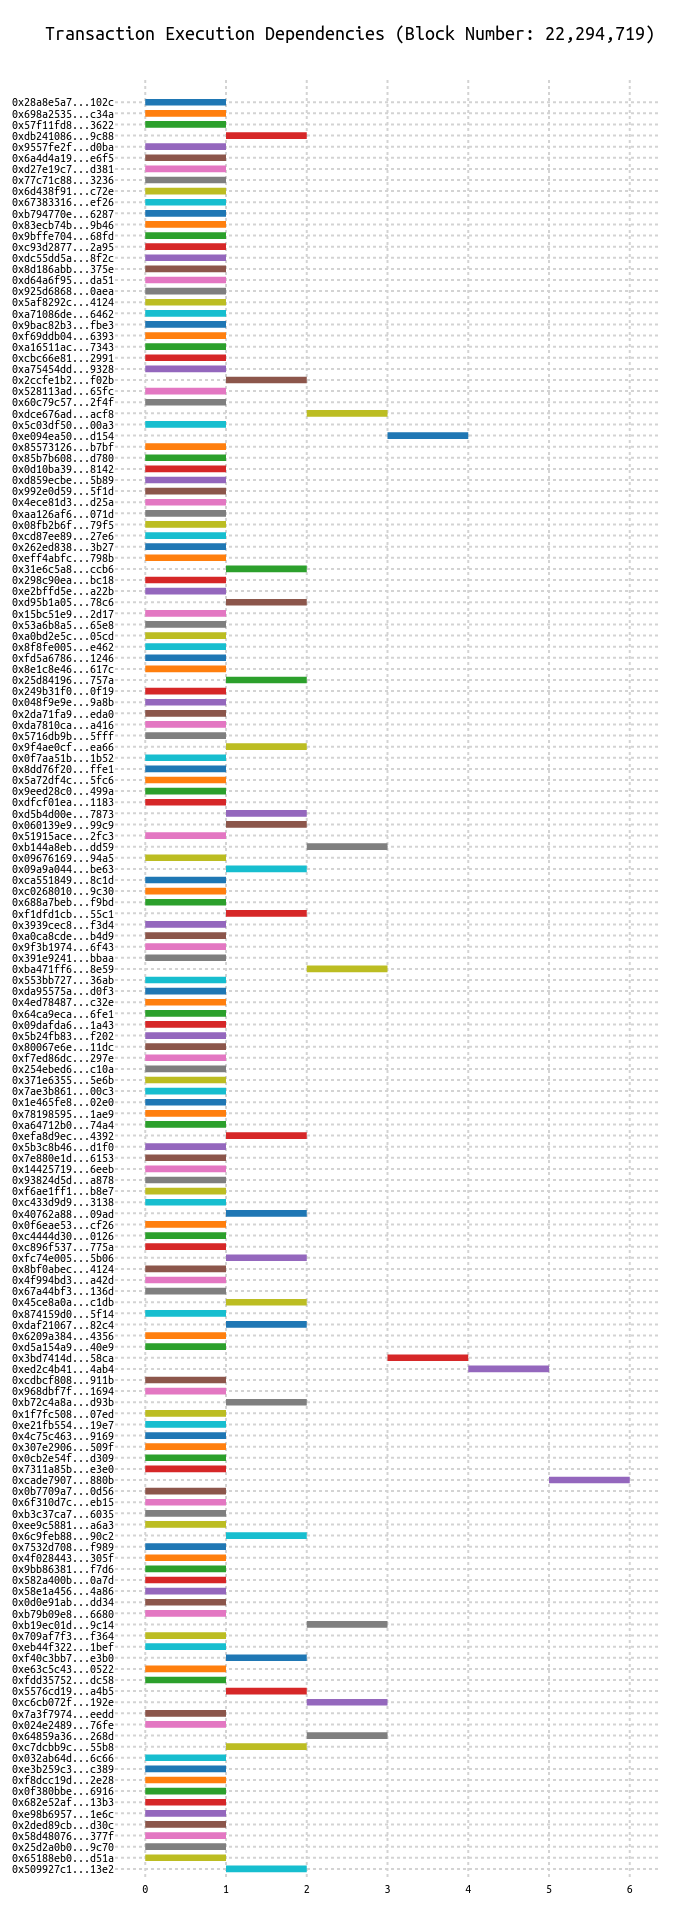 Transaction Execution Dependencies (Block Number: 22,294,719)
0x28a8e5a7...102c
0x698a2535...c34a
0x57f11fd8...3622
0xdb241086...9c88
0x9557fe2f...d0ba
0x6a4d4a19...e6f5
0xd27e19c7...d381
0x77c71c88...3236
0x6d438f91...c72e
0x67383316...ef26
0xb794770e...6287
0x83ecb74b...9b46
0x9bffe704...68fd
0xc93d2877...2a95
0xdc55dd5a...8f2c
0x8d186abb...375e
0xd64a6f95...da51
0x925d6868...0aea
0x5af8292c...4124
0xa71086de...6462
0x9bac82b3...fbe3
0xf69ddb04...6393
0xa16511ac...7343
0xcbc66e81...2991
0xa75454dd...9328
0x2ccfe1b2...f02b
0x528113ad...65fc
0x60c79c57...2f4f
0xdce676ad...acf8
0x5c03df50...00a3
0xe094ea50...d154
0x85573126...b7bf
0x85b7b608...d780
0x0d10ba39...8142
0xd859ecbe...5b89
0x992e0d59...5f1d
0x4ece81d3...d25a
0xaa126af6...071d
0x08fb2b6f...79f5
0xcd87ee89...27e6
0x262ed838...3b27
0xeff4abfc...798b
0x31e6c5a8...ccb6
0x298c90ea...bc18
0xe2bffd5e...a22b
0xd95b1a05...78c6
0x15bc51e9...2d17
0x53a6b8a5...65e8
0xa0bd2e5c...05cd
0x8f8fe005...e462
0xfd5a6786...1246
0x8e1c8e46...617c
0x25d84196...757a
0x249b31f0...0f19
0x048f9e9e...9a8b
0x2da71fa9...eda0
0xda7810ca...a416
0x5716db9b...5fff
0x9f4ae0cf...ea66
0x0f7aa51b...1b52
0x8dd76f20...ffe1
0x5a72df4c...5fc6
0x9eed28c0...499a
0xdfcf01ea...1183
0xd5b4d00e...7873
0x060139e9...99c9
0x51915ace...2fc3
0xb144a8eb...dd59
0x09676169...94a5
0x09a9a044...be63
0xca551849...8c1d
0xc0268010...9c30
0x688a7beb...f9bd
0xf1dfd1cb...55c1
0x3939cec8...f3d4
0xa0ca8cde...b4d9
0x9f3b1974...6f43
0x391e9241...bbaa
0xba471ff6...8e59
0x553bb727...36ab
0xda95575a...d0f3
0x4ed78487...c32e
0x64ca9eca...6fe1
0x09dafda6...1a43
0x5b24fb83...f202
0x80067e6e...11dc
0xf7ed86dc...297e
0x254ebed6...c10a
0x371e6355...5e6b
0x7ae3b861...00c3
0x1e465fe8...02e0
0x78198595...1ae9
0xa64712b0...74a4
0xefa8d9ec...4392
0x5b3c8b46...d1f0
0x7e880e1d...6153
0x14425719...6eeb
0x93824d5d...a878
0xf6ae1ff1...b8e7
0xc433d9d9...3138
0x40762a88...09ad
0x0f6eae53...cf26
0xc4444d30...0126
0xc896f537...775a
0xfc74e005...5b06
0x8bf0abec...4124
0x4f994bd3...a42d
0x67a44bf3...136d
0x45ce8a0a...c1db
0x874159d0...5f14
0xdaf21067...82c4
0x6209a384...4356
0xd5a154a9...40e9
0x3bd7414d...58ca
0xed2c4b41...4ab4
0xcdbcf808...911b
0x968dbf7f...1694
0xb72c4a8a...d93b
0x1f7fc508...07ed
0xe21fb554...19e7
0x4c75c463...9169
0x307e2906...509f
0x0cb2e54f...d309
0x7311a85b...e3e0
0xcade7907...880b
0x0b7709a7...0d56
0x6f310d7c...eb15
0xb3c37ca7...6035
0xee9c5881...a6a3
0x6c9feb88...90c2
0x7532d708...f989
0x4f028443...305f
0x9bb86381...f7d6
0x582a400b...0a7d
0x58e1a456...4a86
0x0d0e91ab...dd34
0xb79b09e8...6680
0xb19ec01d...9c14
0x709af7f3...f364
0xeb44f322...1bef
0xf40c3bb7...e3b0
0xe63c5c43...0522
0xfdd35752...dc58
0x5576cd19...a4b5
0xc6cb072f...192e
0x7a3f7974...eedd
0x024e2489...76fe
0x64859a36...268d
0xc7dcbb9c...55b8
0x032ab64d...6c66
0xe3b259c3...c389
0xf8dcc19d...2e28
0x0f380bbe...6916
0x682e52af...13b3
0xe98b6957...1e6c
0x2ded89cb...d30c
0x58d48076...377f
0x25d2a0b0...9c70
0x65188eb0...d51a
0x509927c1...13e2
0 1 2 3 4 5 6